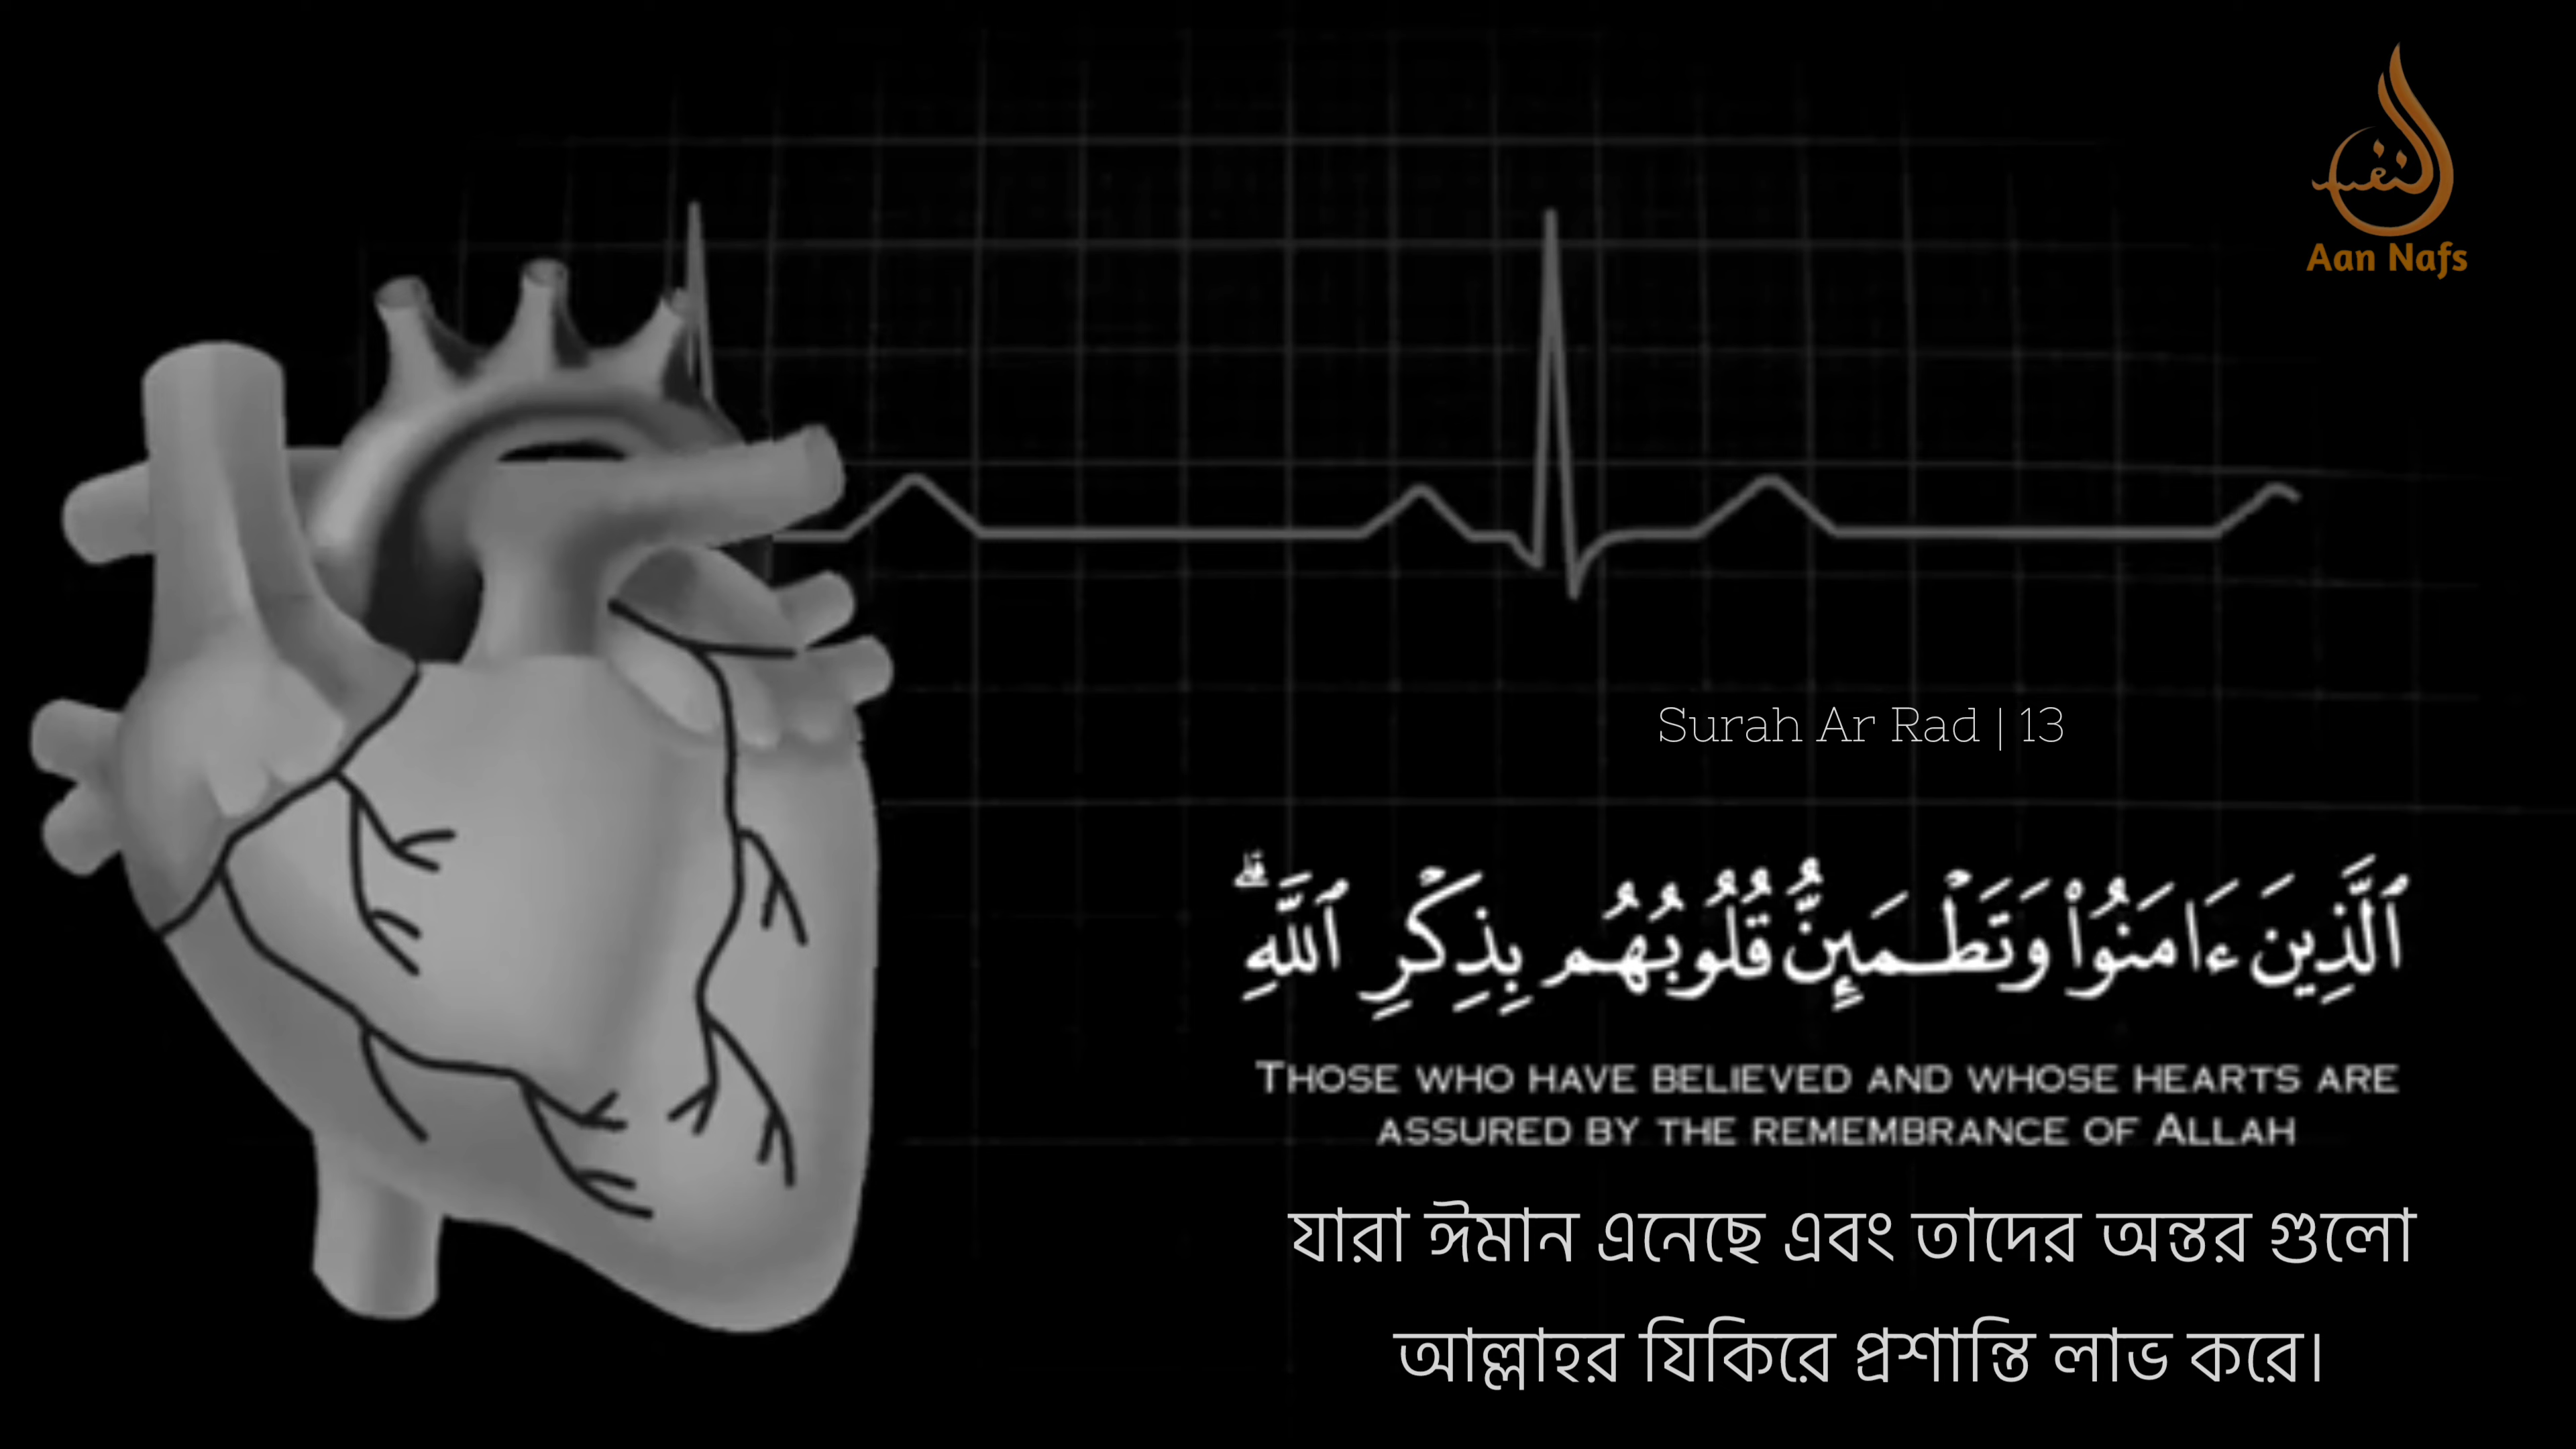 النفس
Aan Nafs
Surah Ar Rad | 13
ٱلَّذِينَ ءَامَنُوا۟ وَتَطْمَئِنُّ قُلُوبُهُم بِذِكْرِ ٱللَّهِ ۗ
THOSE WHO HAVE BELIEVED AND WHOSE HEARTS ARE
ASSURED BY THE REMEMBRANCE OF ALLAH
যারা ঈমান এনেছে এবং তাদের অন্তর গুলো
আল্লাহর যিকিরে প্রশান্তি লাভ করে।